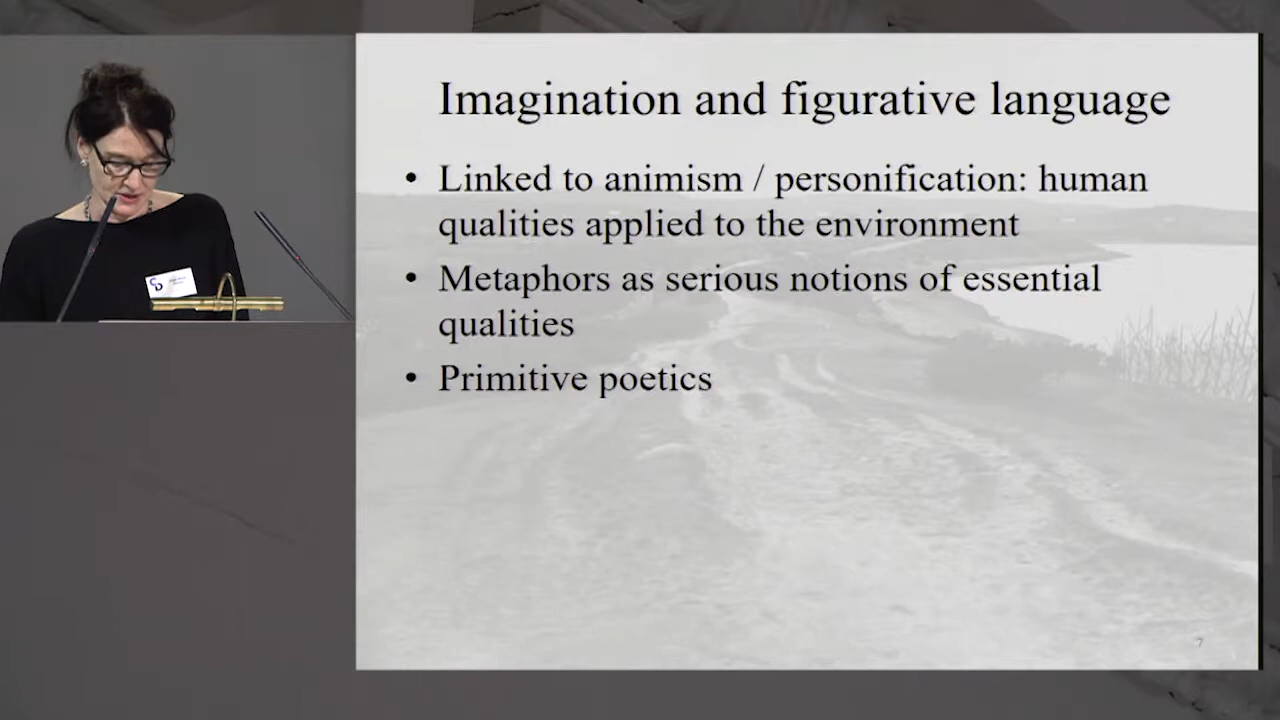 Imagination and figurative language
• Linked to animism / personification: human
qualities applied to the environment
• Metaphors as serious notions of essential
qualities
• Primitive poetics
7